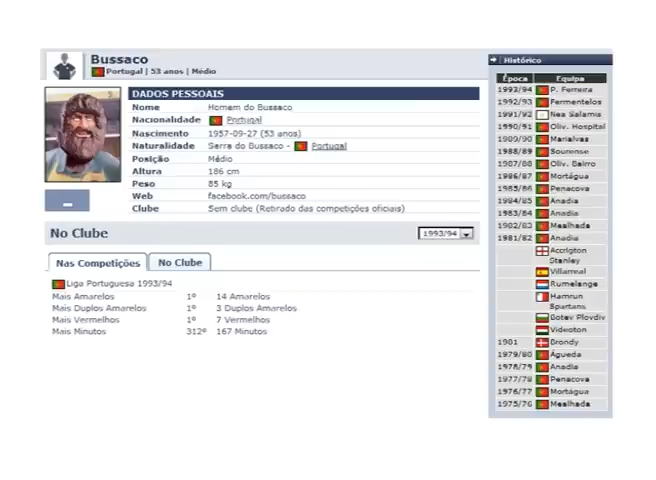 Bussaco
Portugal | 53 anos | Médio
DADOS PESSOAIS
Nome Homem do Bussaco
Nacionalidade Portugal
Nascimento 1957-09-27 (53 anos)
Naturalidade Serra do Bussaco - Portugal
Posição Médio
Altura 186 cm
Peso 85 kg
Web facebook.com/bussaco
Clube Sem clube (Retirado das competições oficiais)
No Clube 1993/94
Nas Competições No Clube
Liga Portuguesa 1993/94
Mais Amarelos 1º 14 Amarelos
Mais Duplos Amarelos 1º 3 Duplos Amarelos
Mais Vermelhos 1º 7 Vermelhos
Mais Minutos 312º 167 Minutos
Histórico
Época Equipa
1993/94 P. Ferreira
1992/93 Fermentelos
1991/92 Nea Salamis
1990/91 Oliv. Hospital
1989/90 Marialvas
1988/89 Sourense
1987/88 Oliv. Bairro
1986/87 Mortágua
1985/86 Penacova
1984/85 Anadia
1983/84 Anadia
1982/83 Mealhada
1981/82 Anadia
Accrigton
Stanley
Villarreal
Rumelange
Hamrun
Spartans
Botev Plovdiv
Videoton
1981 Brondy
1979/80 Águeda
1978/79 Anadia
1977/78 Penacova
1976/77 Mortágua
1975/76 Mealhada